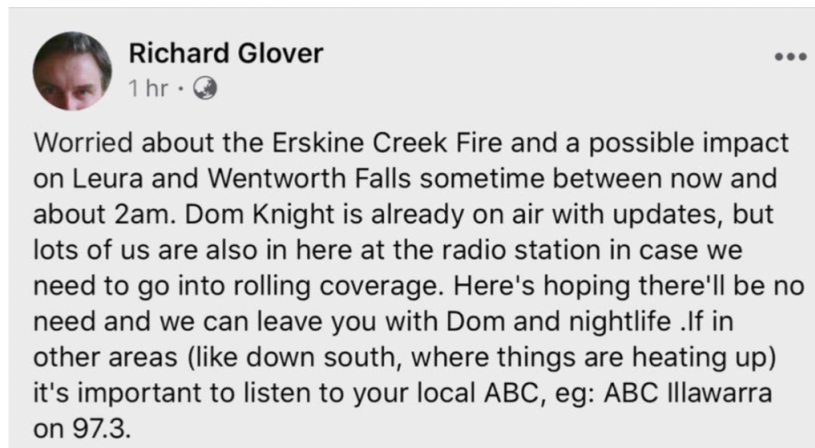 Richard Glover
1 hr ·
Worried about the Erskine Creek Fire and a possible impact
on Leura and Wentworth Falls sometime between now and
about 2am. Dom Knight is already on air with updates, but
lots of us are also in here at the radio station in case we
need to go into rolling coverage. Here's hoping there'll be no
need and we can leave you with Dom and nightlife .If in
other areas (like down south, where things are heating up)
it's important to listen to your local ABC, eg: ABC Illawarra
on 97.3.